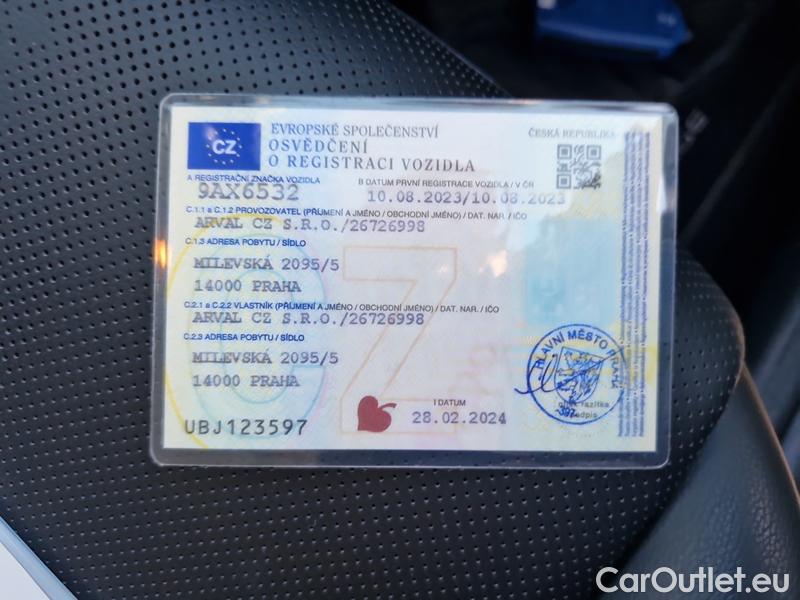 CZ
EVROPSKÉ SPOLEČENSTVÍ
OSVĚDČENÍ
O REGISTRACI VOZIDLA
ČESKÁ REPUBLIKA
A REGISTRAČNÍ ZNAČKA VOZIDLA
9AX6532
B DATUM PRVNÍ REGISTRACE VOZIDLA / V ČR
10.08.2023/10.08.2023
C.1.1 a C.1.2 PROVOZOVATEL (PŘÍJMENÍ A JMÉNO / OBCHODNÍ JMÉNO) / DAT. NAR. / IČO
ARVAL CZ S.R.O./26726998
C.1.3 ADRESA POBYTU / SÍDLO
MILEVSKÁ 2095/5
14000 PRAHA
C.2.1 a C.2.2 VLASTNÍK (PŘÍJMENÍ A JMÉNO / OBCHODNÍ JMÉNO) / DAT. NAR. / IČO
ARVAL CZ S.R.O./26726998
C.2.3 ADRESA POBYTU / SÍDLO
MILEVSKÁ 2095/5
14000 PRAHA
HLAVNÍ MĚSTO PRAHA
-397-
I DATUM
28.02.2024
razítka
podpis
UBJ123597
CarOutlet.eu